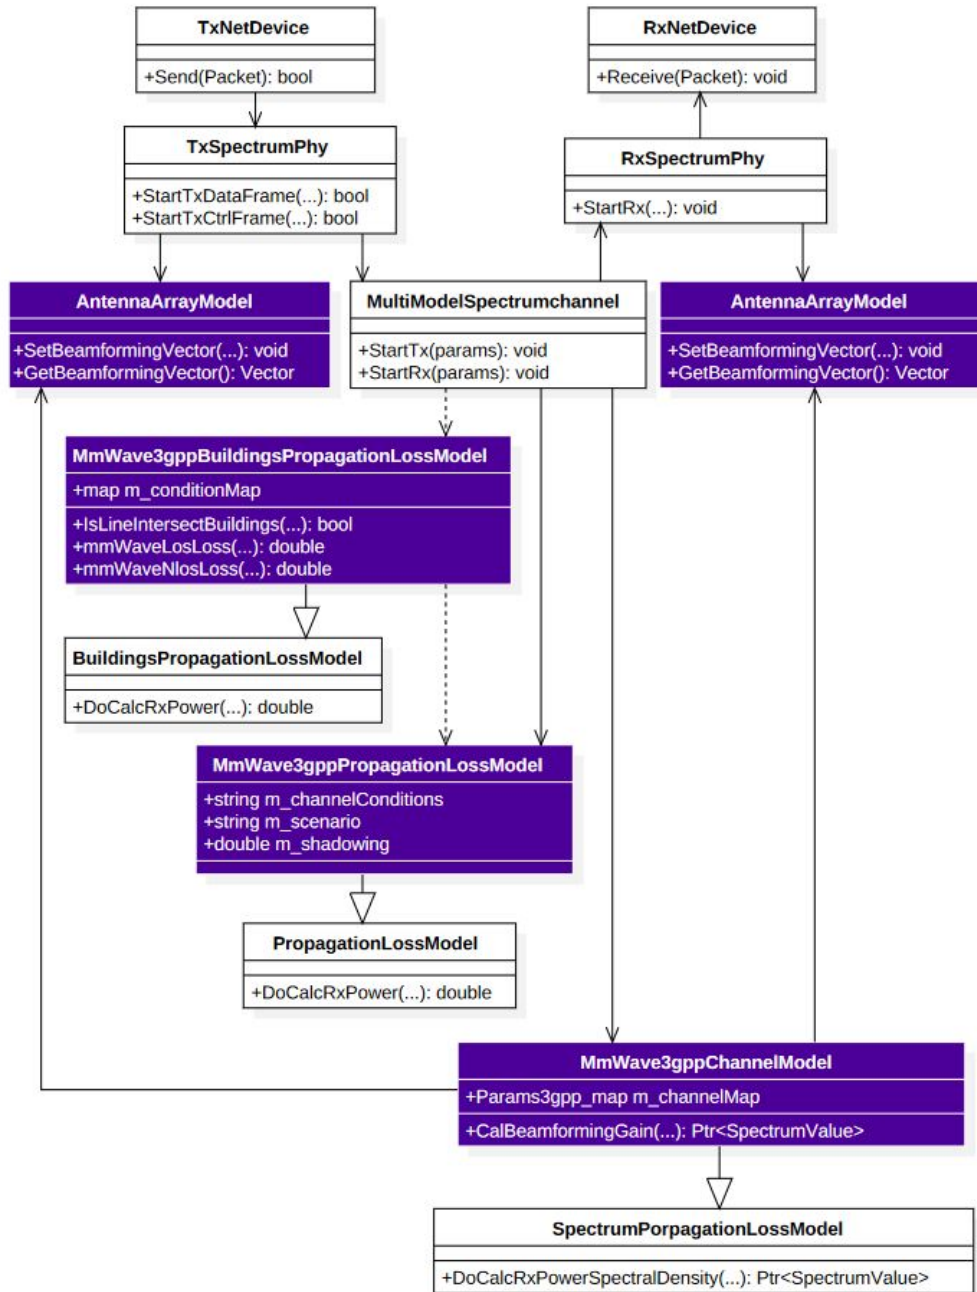 TxNetDevice
+Send(Packet): bool
RxNetDevice
+Receive(Packet): void
TxSpectrumPhy
+StartTxDataFrame(...): bool
+StartTxCtrlFrame(...): bool
RxSpectrumPhy
+StartRx(...): void
AntennaArrayModel
+SetBeamformingVector(...): void
+GetBeamformingVector(): Vector
MultiModelSpectrumchannel
+StartTx(params): void
+StartRx(params): void
AntennaArrayModel
+SetBeamformingVector(...): void
+GetBeamformingVector(): Vector
MmWave3gppBuildingsPropagationLossModel
+map m_conditionMap
+IsLineIntersectBuildings(...): bool
+mmWaveLosLoss(...): double
+mmWaveNlosLoss(...): double
BuildingsPropagationLossModel
+DoCalcRxPower(...): double
MmWave3gppPropagationLossModel
+string m_channelConditions
+string m_scenario
+double m_shadowing
PropagationLossModel
+DoCalcRxPower(...): double
MmWave3gppChannelModel
+Params3gpp_map m_channelMap
+CalBeamformingGain(...): Ptr<SpectrumValue>
SpectrumPorpagationLossModel
+DoCalcRxPowerSpectralDensity(...): Ptr<SpectrumValue>